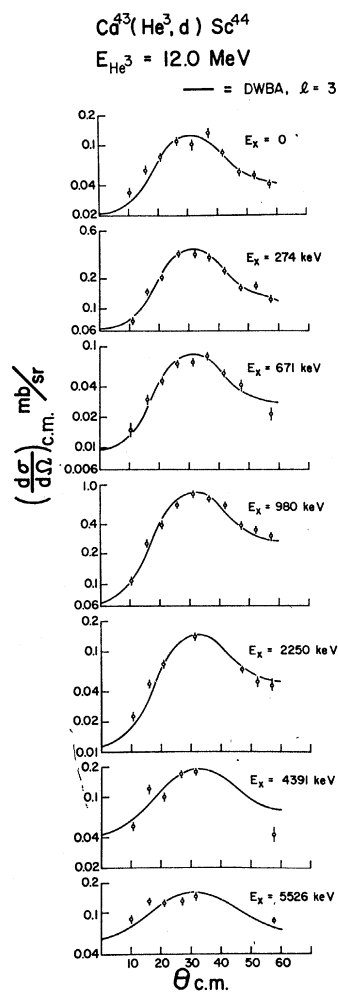 Ca⁴³(He³,d) Sc⁴⁴
E_He³ = 12.0 MeV
— = DWBA, ℓ = 3
0.2
0.04
0.02
Eₓ = 0
0.6
0.2
0.1
0.06
Eₓ = 274 keV
0.1
0.04
0.02
0.01
0.006
Eₓ = 671 keV
1.0
0.4
0.2
0.1
0.06
Eₓ = 980 keV
0.2
0.1
0.04
0.02
0.01
Eₓ = 2250 keV
0.2
0.1
0.04
0.02
Eₓ = 4391 keV
0.2
0.1
0.04
Eₓ = 5526 keV
(dσ/dΩ)c.m. mb/sr
10 20 30 40 50 60
θ c.m.